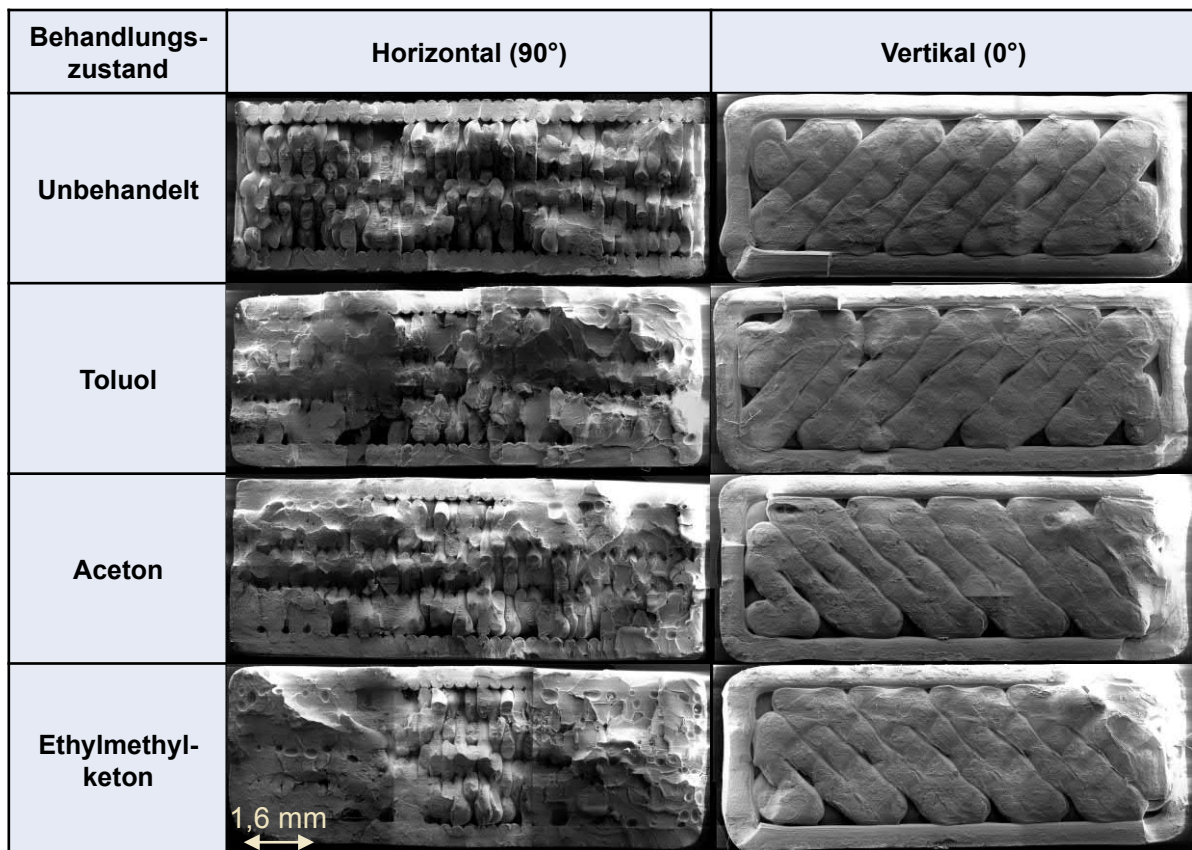 Behandlungs-
zustand
Horizontal (90°)
Vertikal (0°)
Unbehandelt
Toluol
Aceton
Ethylmethyl-
keton
1,6 mm